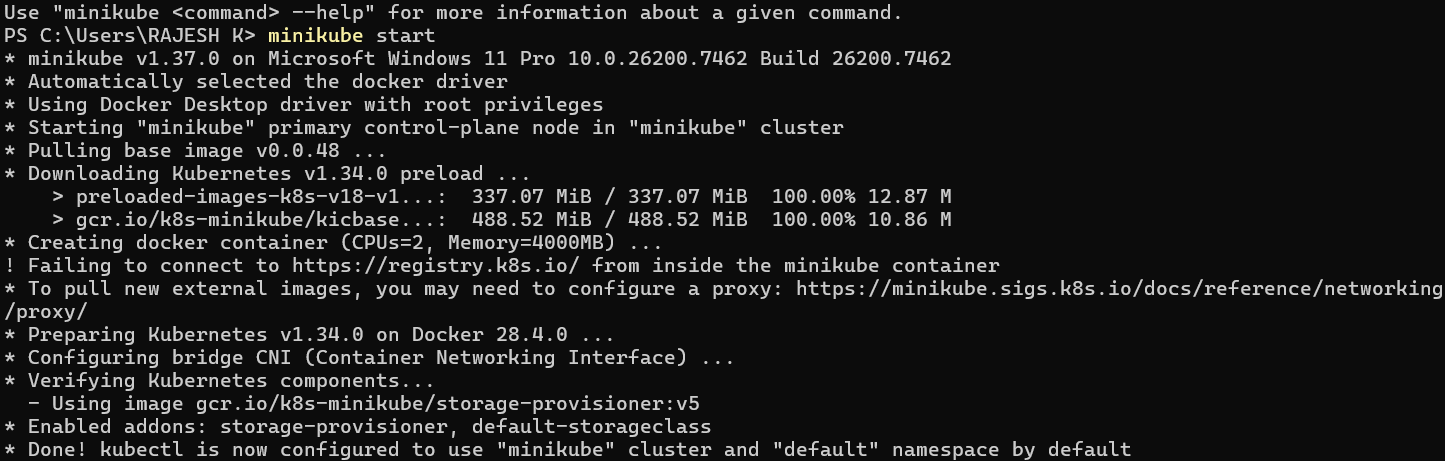 Use "minikube <command> --help" for more information about a given command.
PS C:\Users\RAJESH K> minikube start
* minikube v1.37.0 on Microsoft Windows 11 Pro 10.0.26200.7462 Build 26200.7462
* Automatically selected the docker driver
* Using Docker Desktop driver with root privileges
* Starting "minikube" primary control-plane node in "minikube" cluster
* Pulling base image v0.0.48 ...
* Downloading Kubernetes v1.34.0 preload ...
    > preloaded-images-k8s-v18-v1...:  337.07 MiB / 337.07 MiB  100.00% 12.87 M
    > gcr.io/k8s-minikube/kicbase...:  488.52 MiB / 488.52 MiB  100.00% 10.86 M
* Creating docker container (CPUs=2, Memory=4000MB) ...
! Failing to connect to https://registry.k8s.io/ from inside the minikube container
* To pull new external images, you may need to configure a proxy: https://minikube.sigs.k8s.io/docs/reference/networking
/proxy/
* Preparing Kubernetes v1.34.0 on Docker 28.4.0 ...
* Configuring bridge CNI (Container Networking Interface) ...
* Verifying Kubernetes components...
  - Using image gcr.io/k8s-minikube/storage-provisioner:v5
* Enabled addons: storage-provisioner, default-storageclass
* Done! kubectl is now configured to use "minikube" cluster and "default" namespace by default